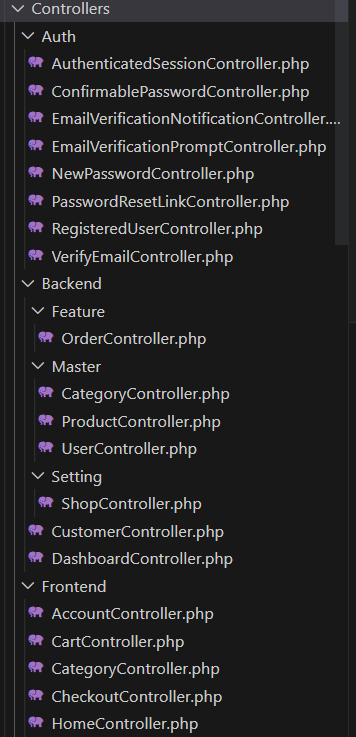 Controllers
Auth
AuthenticatedSessionController.php
ConfirmablePasswordController.php
EmailVerificationNotificationController....
EmailVerificationPromptController.php
NewPasswordController.php
PasswordResetLinkController.php
RegisteredUserController.php
VerifyEmailController.php
Backend
Feature
OrderController.php
Master
CategoryController.php
ProductController.php
UserController.php
Setting
ShopController.php
CustomerController.php
DashboardController.php
Frontend
AccountController.php
CartController.php
CategoryController.php
CheckoutController.php
HomeController.php